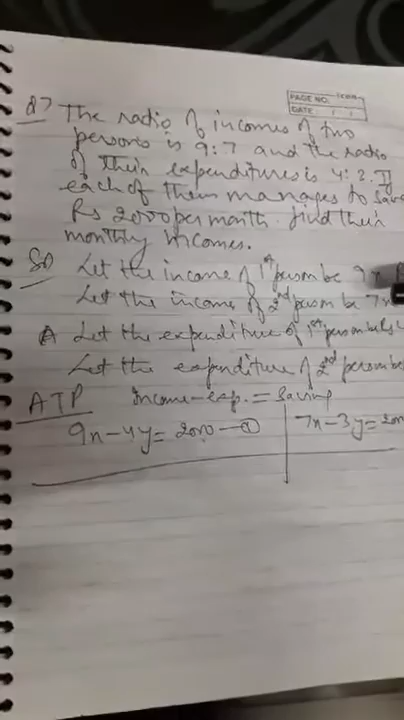 PAGE NO.
DATE: / /
Q7 The radio of incomes of two
persons is 9:7 and the radio
of their expenditures is 4:3. If
each of them manages to save
Rs 2000 per month. find their
monthly incomes.
Sol Let the income of 1st person be 9x
Let the income of 2nd person be 7x
A Let the expenditure of 1st person be
Let the expenditure of 2nd person be
ATP Income-exp. = Saving
9x-4y=2000-① 7x-3y=200